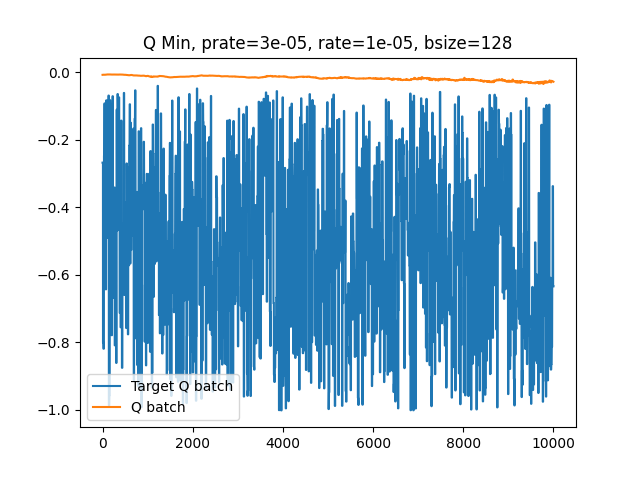 Q Min, prate=3e-05, rate=1e-05, bsize=128
0.0
−0.2
−0.4
−0.6
−0.8
−1.0
Target Q batch
Q batch
0 2000 4000 6000 8000 10000